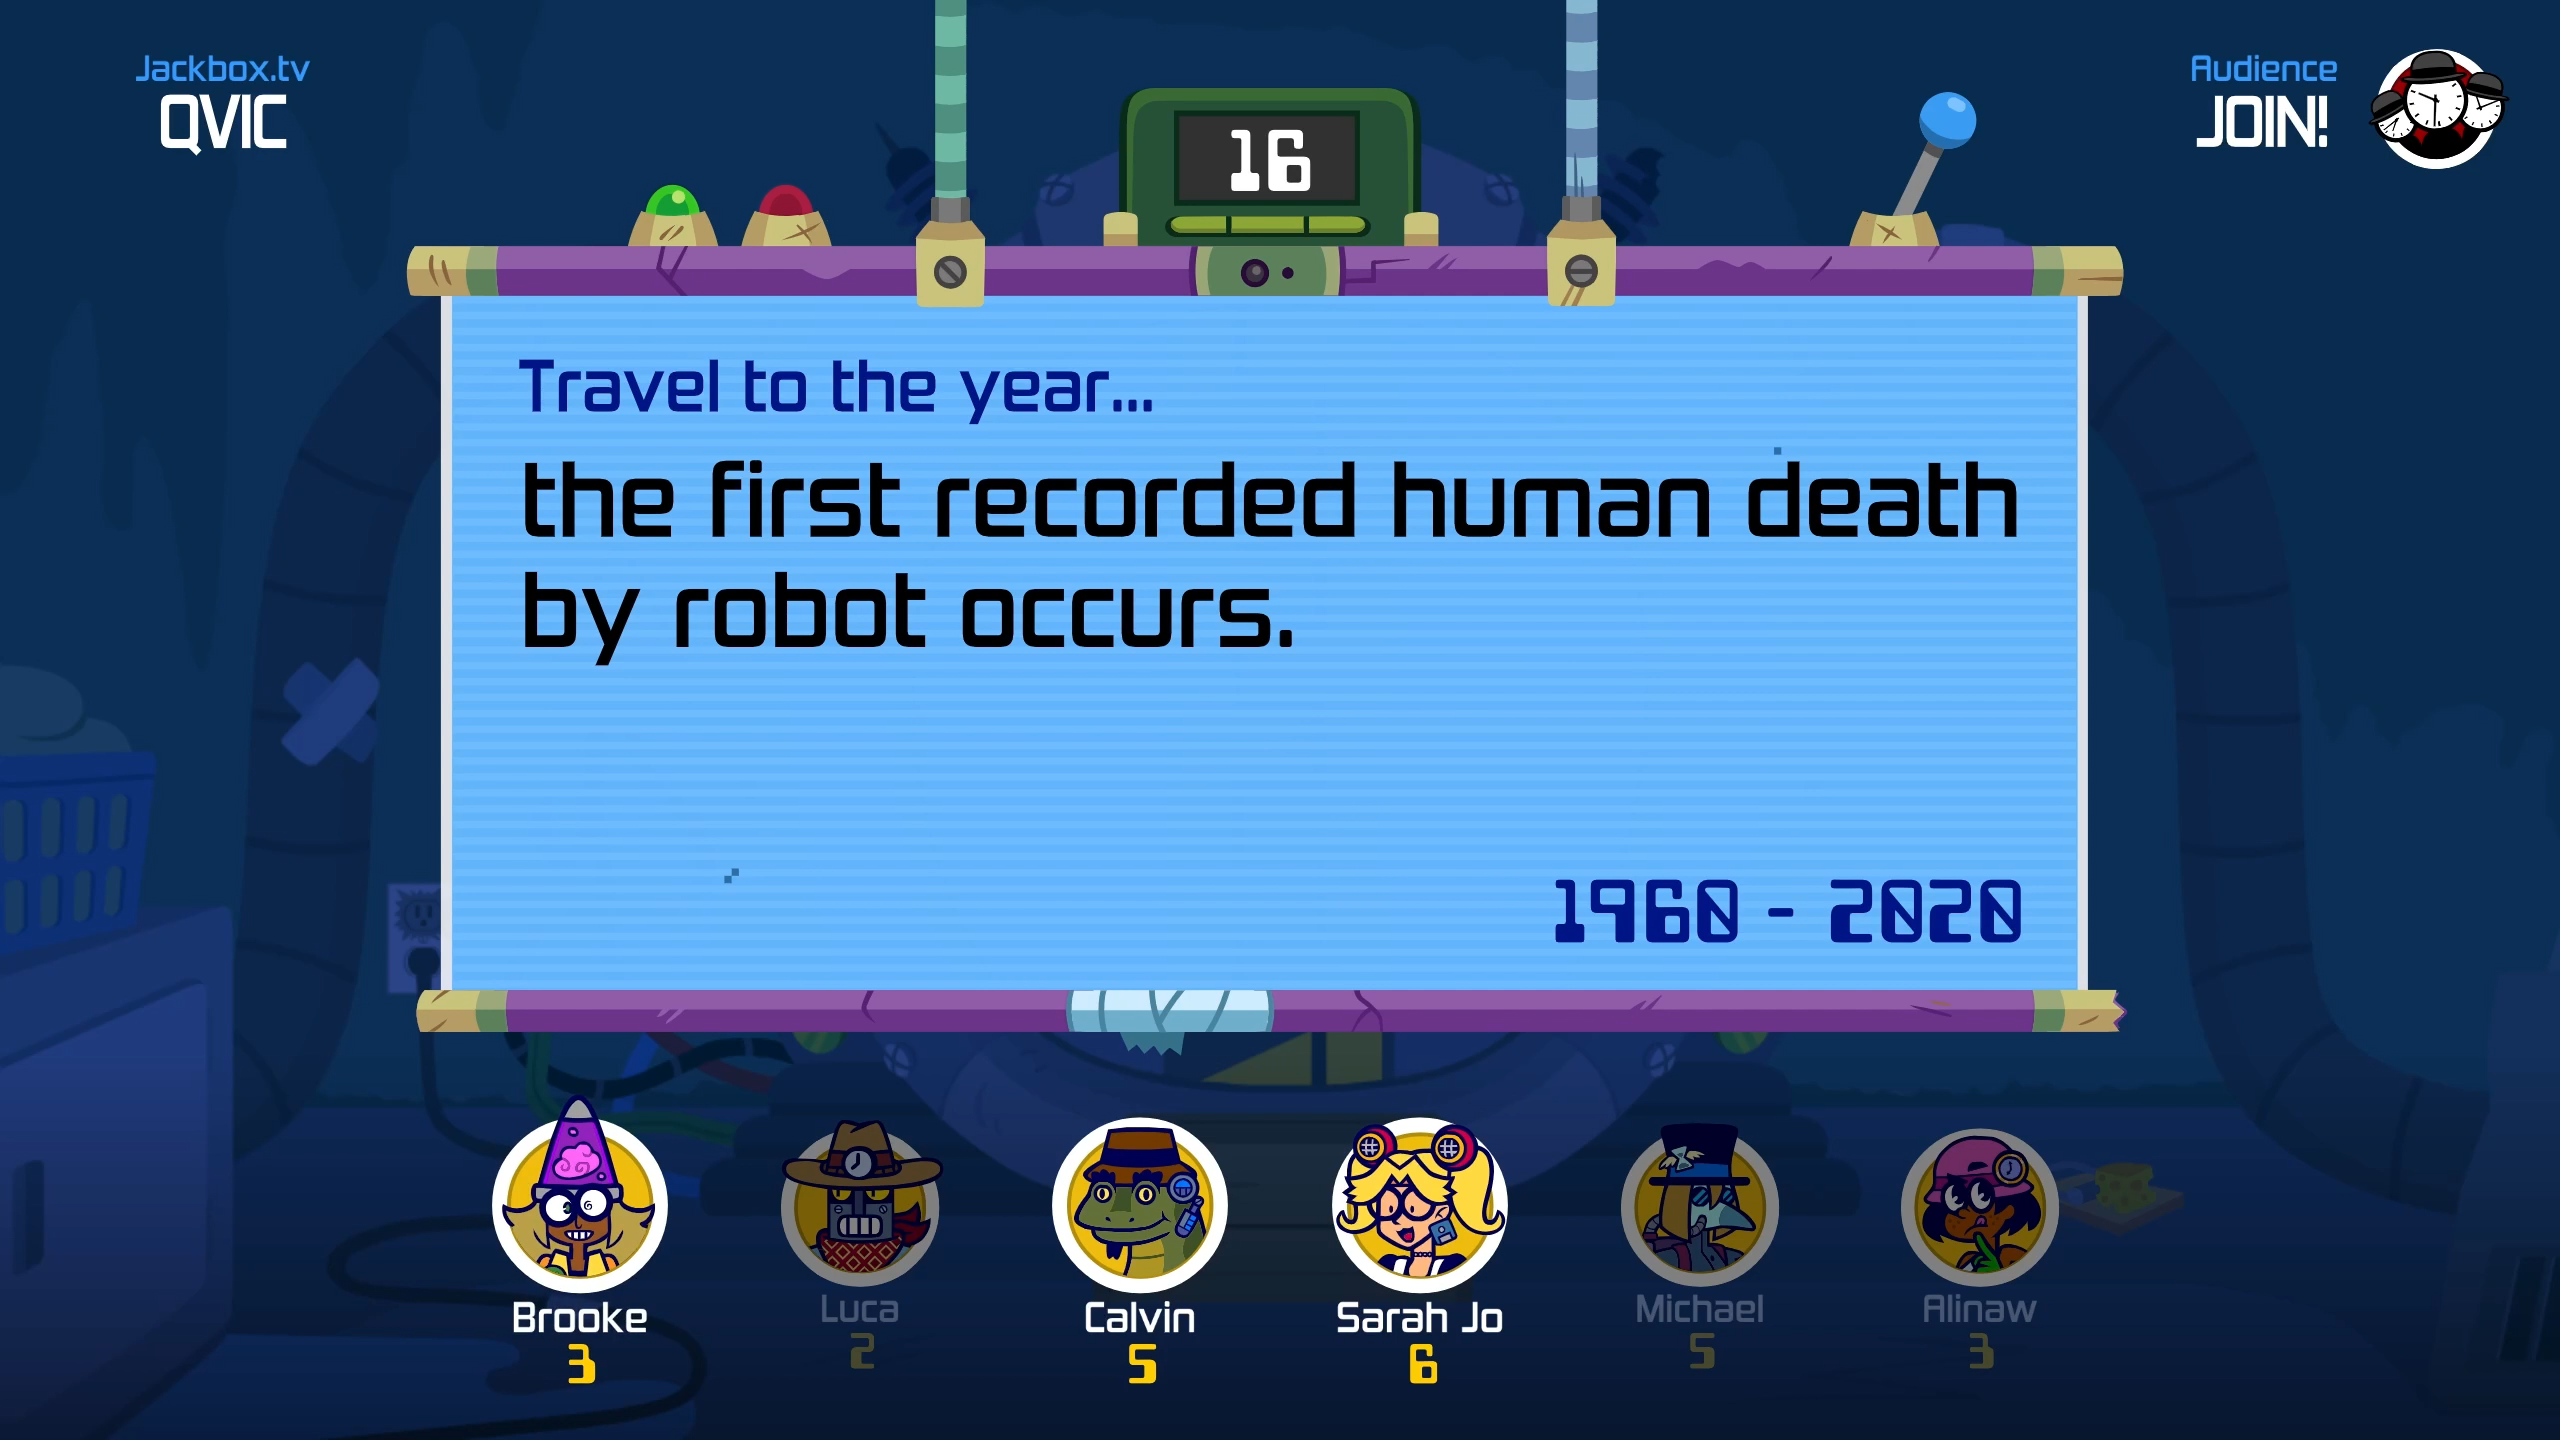 Jackbox.tv
QVIC
16
Audience
JOIN!
Travel to the year...
the first recorded human death
by robot occurs.
1960 - 2020
Brooke
3
Luca
2
Calvin
5
Sarah Jo
6
Michael
5
Alinaw
3